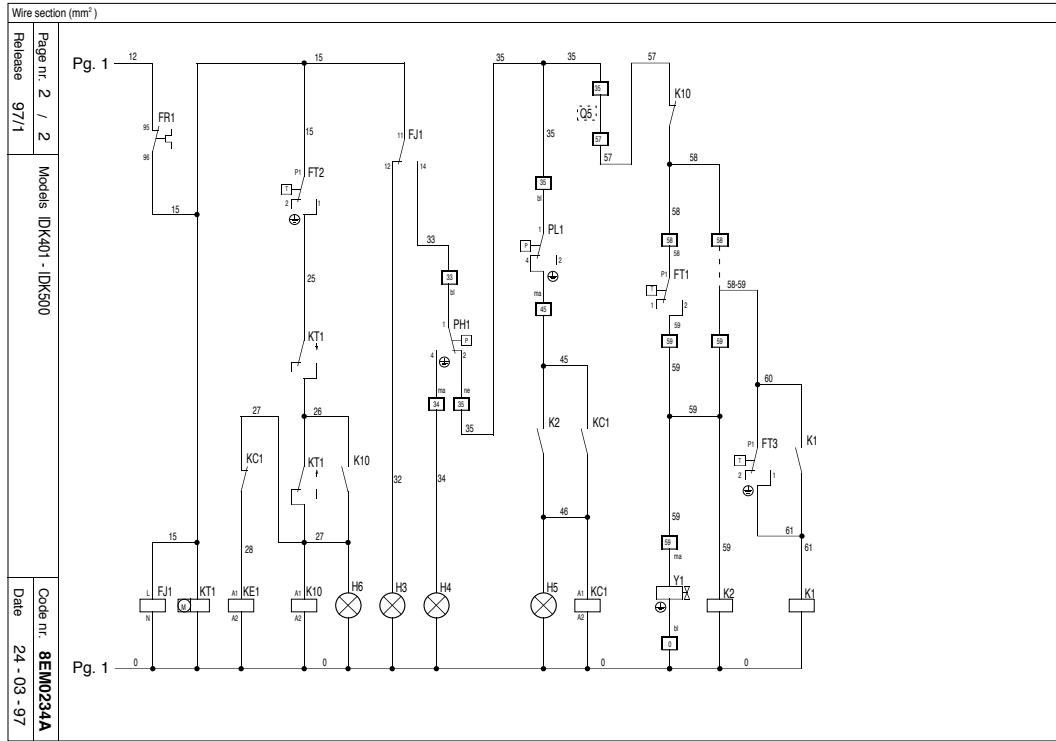 Wire section (mm²)
Page nr. 2 / 2
Release 97/1
Models IDK401 - IDK500
Code nr. 8EM0234A
Date 24 - 03 - 97
Pg. 1
12
15
35
35
57
FR1
95
96
15
15
FJ1
11
12
14
P1
FT2
T
2
1
33
33
bl
35
35
bl
35
Q5
57
57
K10
58
58
58
58
58
1
PL1
P
4
2
ma
45
45
P1
FT1
T
1
2
59
59
59
58-59
59
25
KT1
1
PH1
P
4
2
ma
ne
34
35
35
27
26
KC1
KT1
K10
32
34
K2
KC1
59
60
P1
FT3
T
2
1
K1
15
28
27
46
59
59
ma
59
61
61
L
FJ1
N
M
KT1
A1
KE1
A2
A1
K10
A2
H6
H3
H4
H5
A1
KC1
A2
Y1
K2
K1
bl
0
Pg. 1
0
0
0
0